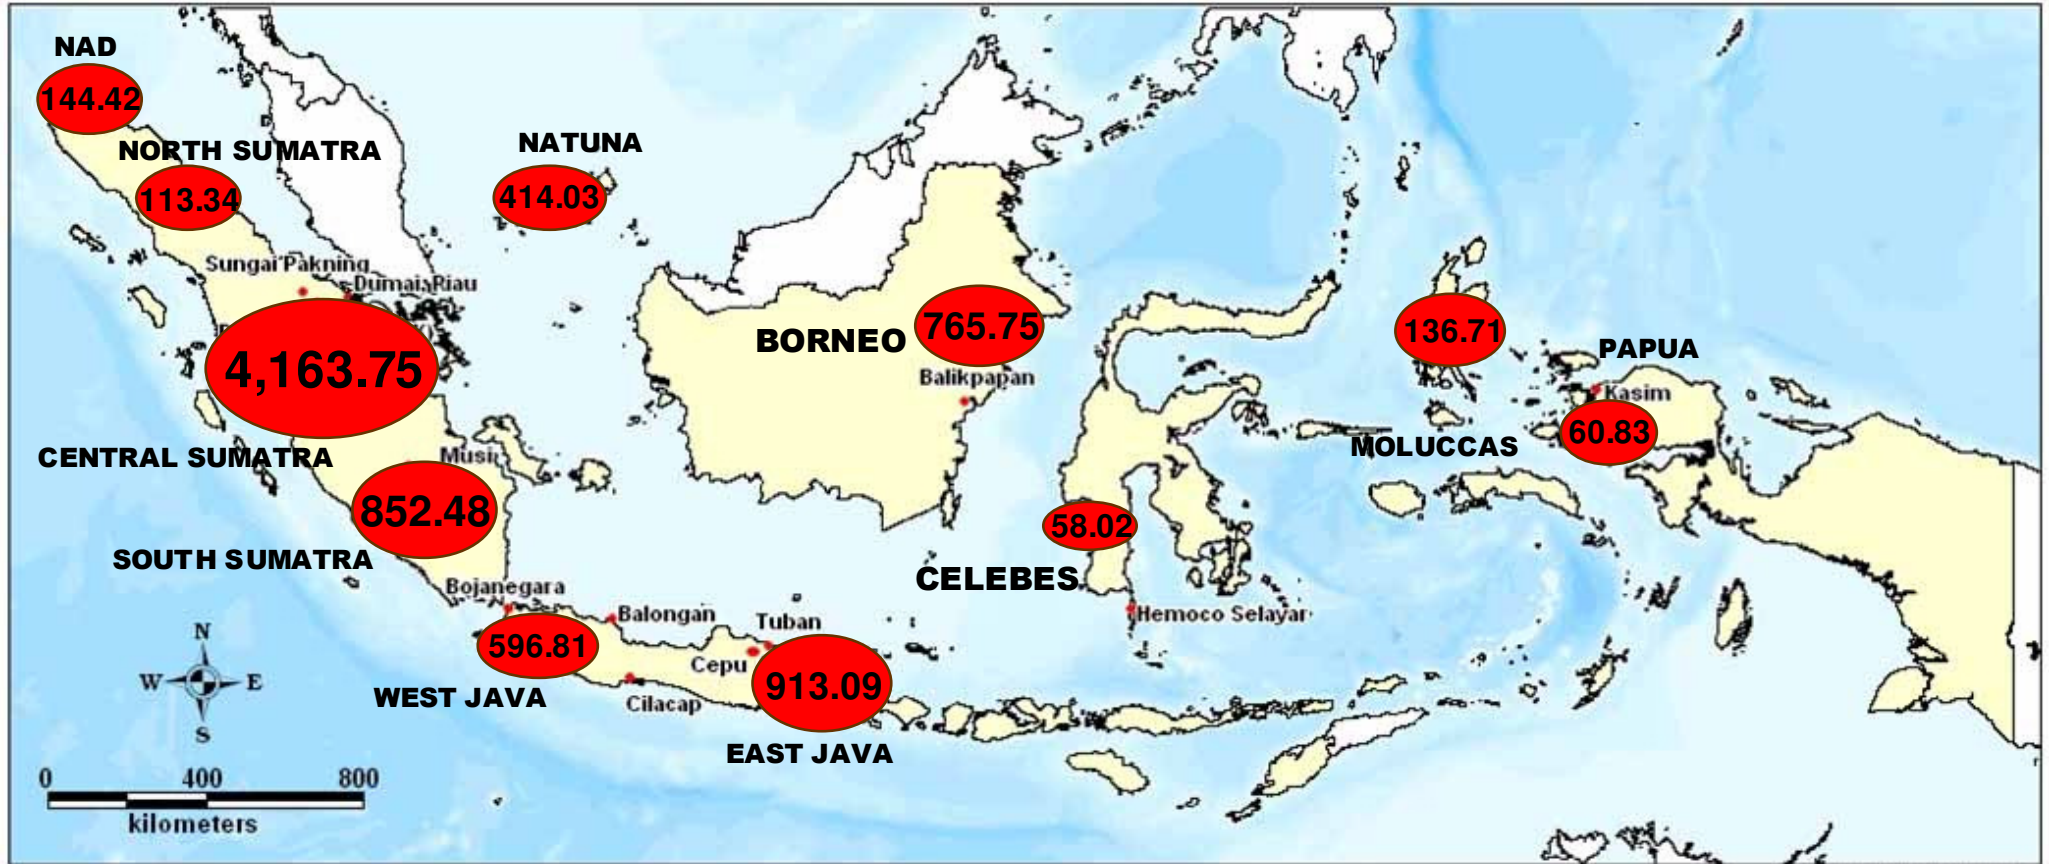 NAD
144.42
NORTH SUMATRA
113.34
NATUNA
414.03
Sungai Pakning
Dumai, Riau
4,163.75
CENTRAL SUMATRA
BORNEO
765.75
Balikpapan
136.71
PAPUA
Kasim
60.83
MOLUCCAS
Musi
852.48
SOUTH SUMATRA
58.02
CELEBES
Hemoco Selayar
Bojanegara
Balongan
Tuban
596.81
Cepu
913.09
WEST JAVA
Cilacap
EAST JAVA
N
W E
S
0 400 800
kilometers